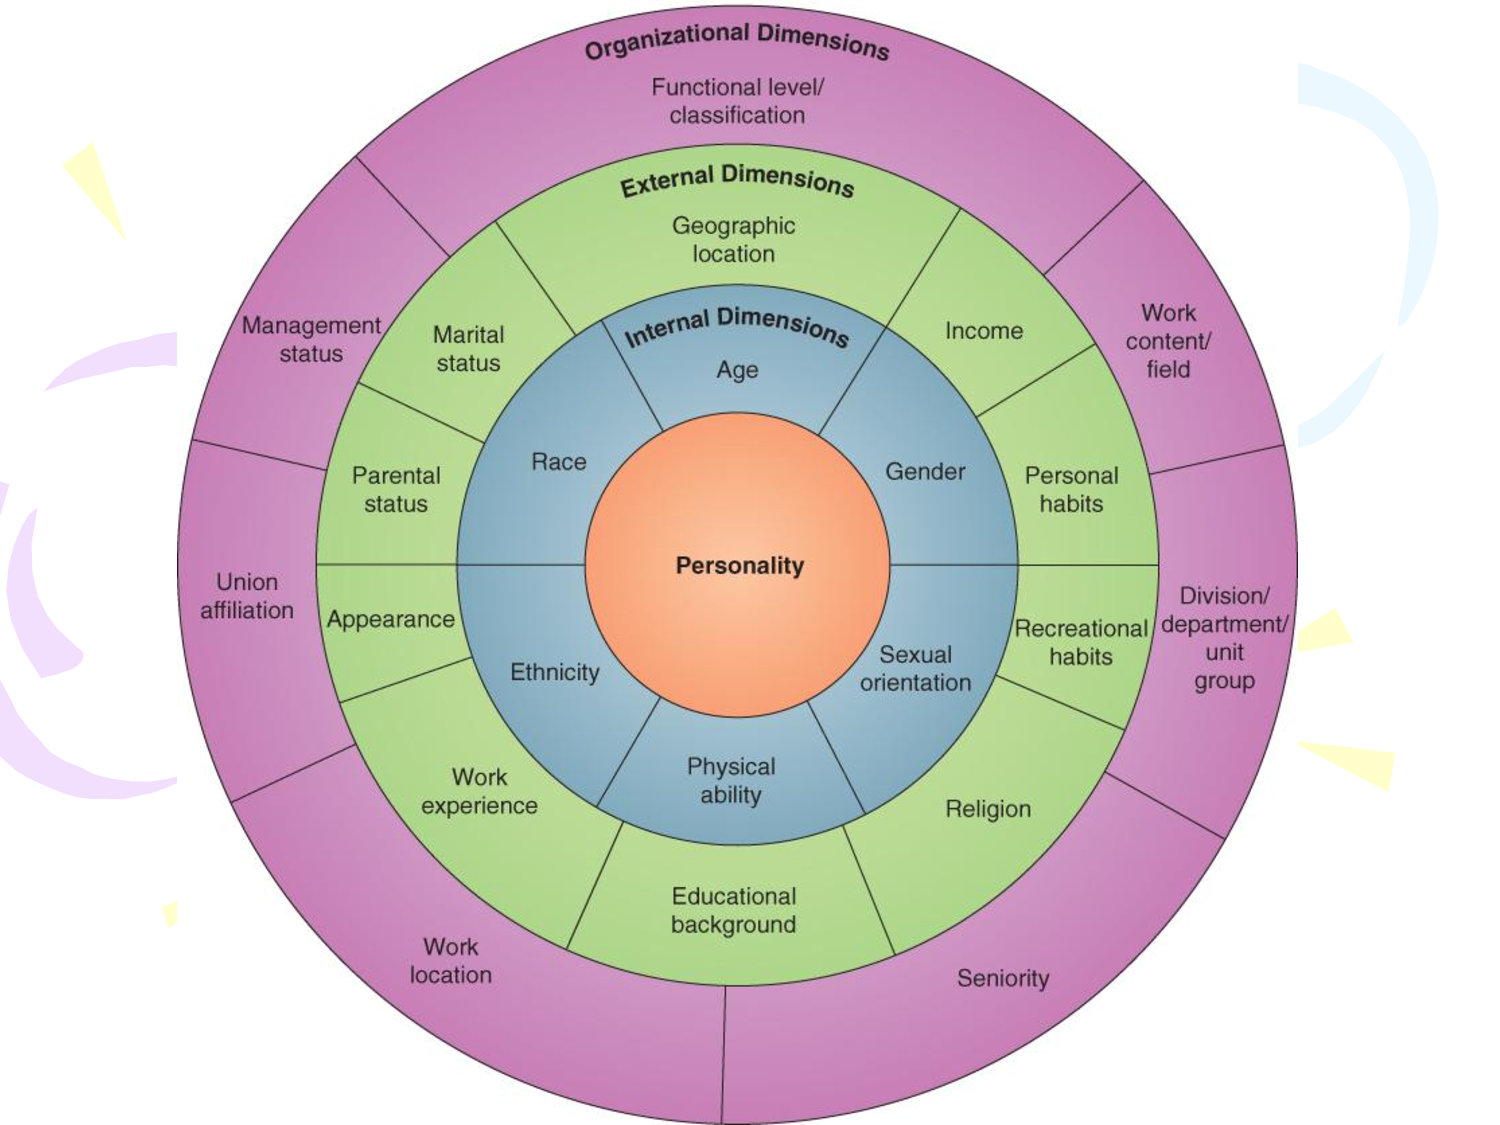 Organizational Dimensions
Functional level/
classification
External Dimensions
Geographic
location
Internal Dimensions
Age
Income
Marital
status
Management
status
Work
content/
field
Race
Gender
Parental
status
Personal
habits
Personality
Union
affiliation
Appearance
Division/
department/
unit
group
Recreational
habits
Ethnicity
Sexual
orientation
Physical
ability
Work
experience
Religion
Educational
background
Work
location
Seniority